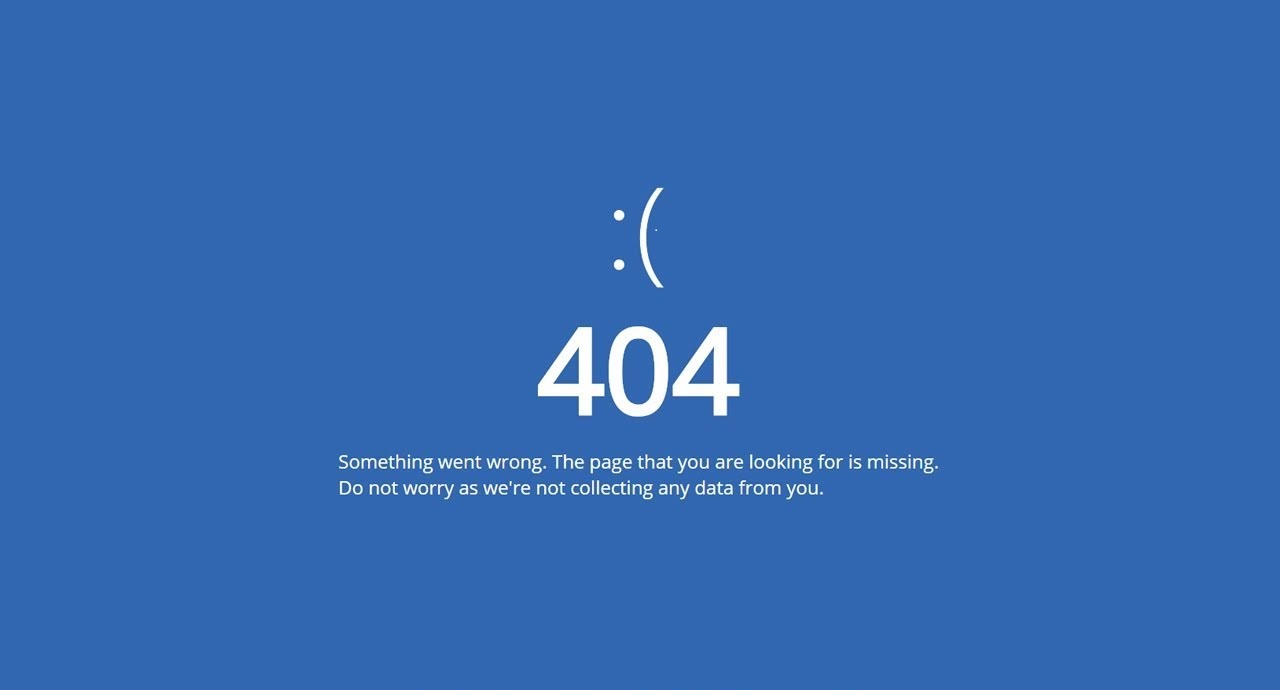 :(
404
Something went wrong. The page that you are looking for is missing.
Do not worry as we're not collecting any data from you.